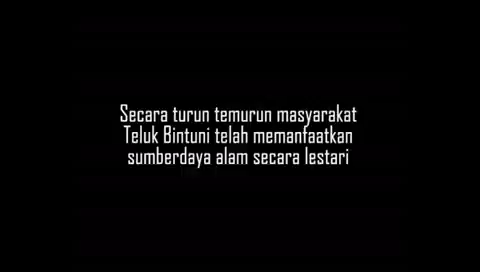 Secara turun temurun masyarakat
Teluk Bintuni telah memanfaatkan
sumberdaya alam secara lestari